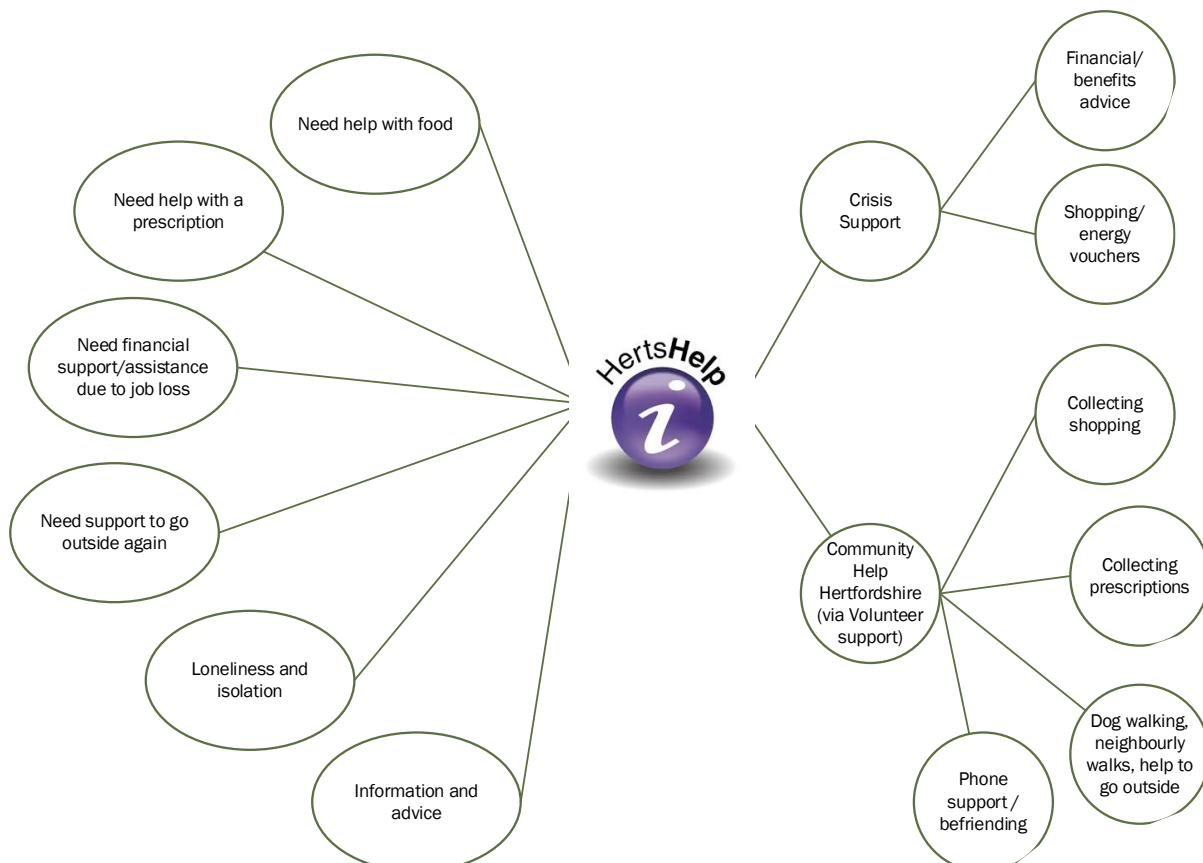 Need help with food
Need help with a
prescription
Need financial
support/assistance
due to job loss
Need support to go
outside again
Loneliness and
isolation
Information and
advice
HertsHelp
i
Crisis
Support
Financial/
benefits
advice
Shopping/
energy
vouchers
Community
Help
Hertfordshire
(via Volunteer
support)
Collecting
shopping
Collecting
prescriptions
Dog walking,
neighbourly
walks, help to
go outside
Phone
support /
befriending